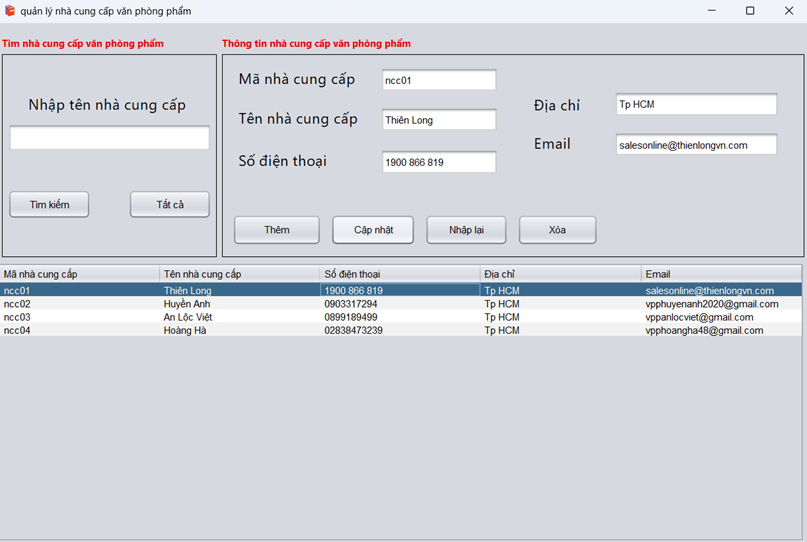 quản lý nhà cung cấp văn phòng phẩm
Tìm nhà cung cấp văn phòng phẩm
Nhập tên nhà cung cấp
Tìm kiếm Tất cả
Thông tin nhà cung cấp văn phòng phẩm
Mã nhà cung cấp ncc01
Tên nhà cung cấp Thiên Long
Số điện thoại 1900 866 819
Địa chỉ Tp HCM
Email salesonline@thienlongvn.com
Thêm Cập nhật Nhập lại Xóa
Mã nhà cung cấp Tên nhà cung cấp Số điện thoại Địa chỉ Email
ncc01 Thiên Long 1900 866 819 Tp HCM salesonline@thienlongvn.com
ncc02 Huyền Anh 0903317294 Tp HCM vpphuyenanh2020@gmail.com
ncc03 An Lộc Việt 0899189499 Tp HCM vppanlocviet@gmail.com
ncc04 Hoàng Hà 02838473239 Tp HCM vpphoangha48@gmail.com